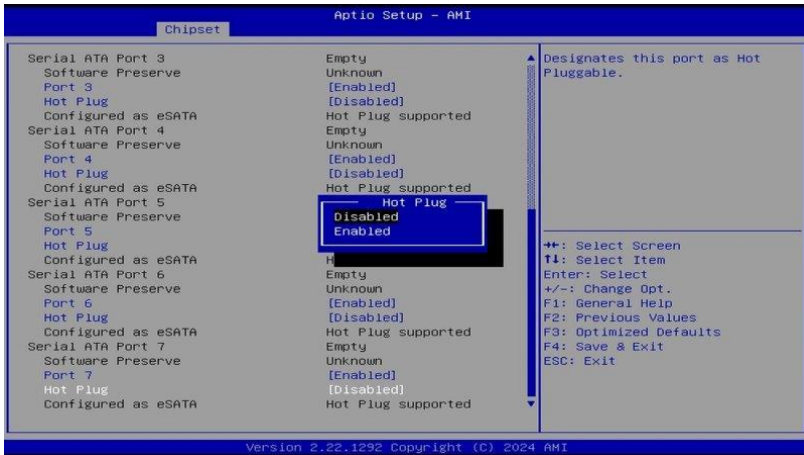 Aptio Setup – AMI
Chipset
Serial ATA Port 3 Empty
Software Preserve Unknown
Port 3 [Enabled]
Hot Plug [Disabled]
Configured as eSATA Hot Plug supported
Serial ATA Port 4 Empty
Software Preserve Unknown
Port 4 [Enabled]
Hot Plug [Disabled]
Configured as eSATA Hot Plug supported
Serial ATA Port 5
Software Preserve
Port 5
Hot Plug
Configured as eSATA H
Serial ATA Port 6 Empty
Software Preserve Unknown
Port 6 [Enabled]
Hot Plug [Disabled]
Configured as eSATA Hot Plug supported
Serial ATA Port 7 Empty
Software Preserve Unknown
Port 7 [Enabled]
Hot Plug [Disabled]
Configured as eSATA Hot Plug supported
Hot Plug
Disabled
Enabled
Designates this port as Hot
Pluggable.
→←: Select Screen
↑↓: Select Item
Enter: Select
+/-: Change Opt.
F1: General Help
F2: Previous Values
F3: Optimized Defaults
F4: Save & Exit
ESC: Exit
Version 2.22.1292 Copyright (C) 2024 AMI